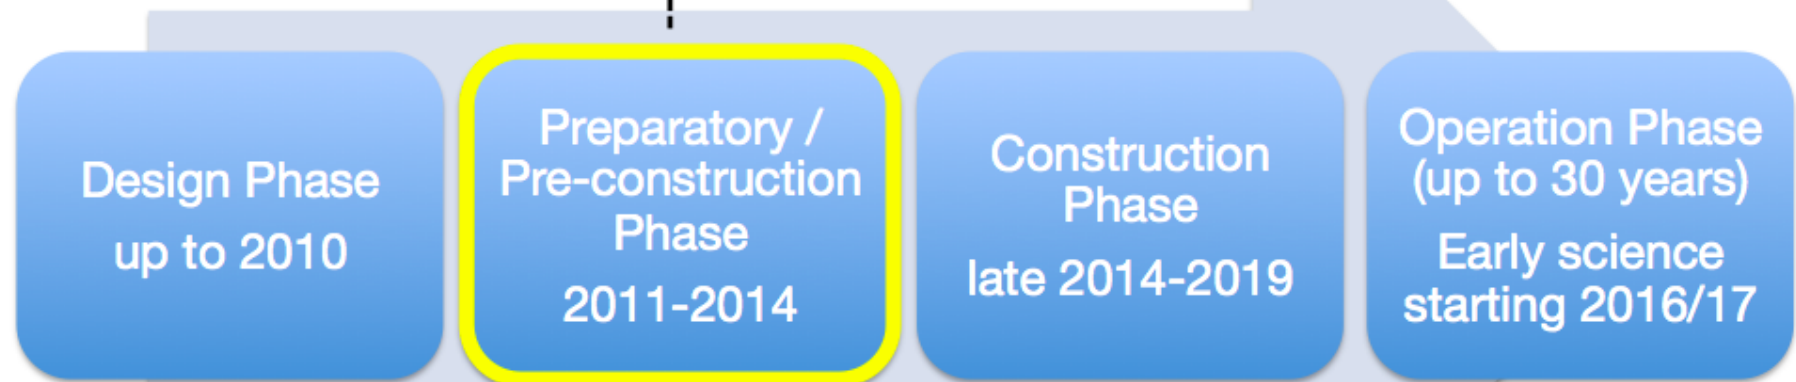 Design Phase
up to 2010
Preparatory /
Pre-construction
Phase
2011-2014
Construction
Phase
late 2014-2019
Operation Phase
(up to 30 years)
Early science
starting 2016/17